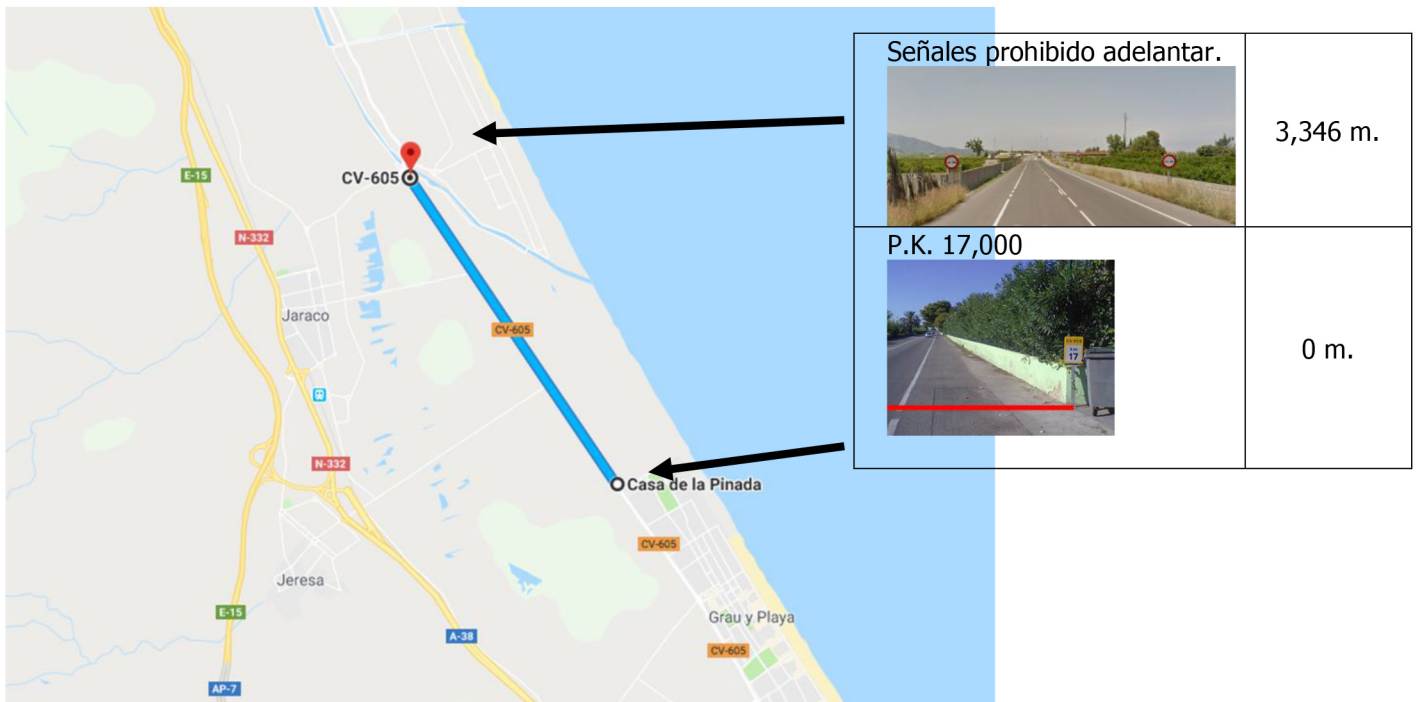 Señales prohibido adelantar.
3,346 m.
P.K. 17,000
17
0 m.
E-15
CV-605
N-332
Jaraco
CV-605
N-332
Casa de la Pinada
CV-605
Jeresa
E-15
Grau y Playa
A-38
CV-605
AP-7